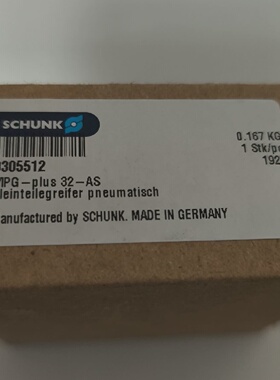 SCHUNK
0.167 KG
1 Stk/p
305512
192
MPG-plus 32-AS
leinteilegreifer pneumatisch
anufactured by SCHUNK. MADE IN GERMANY